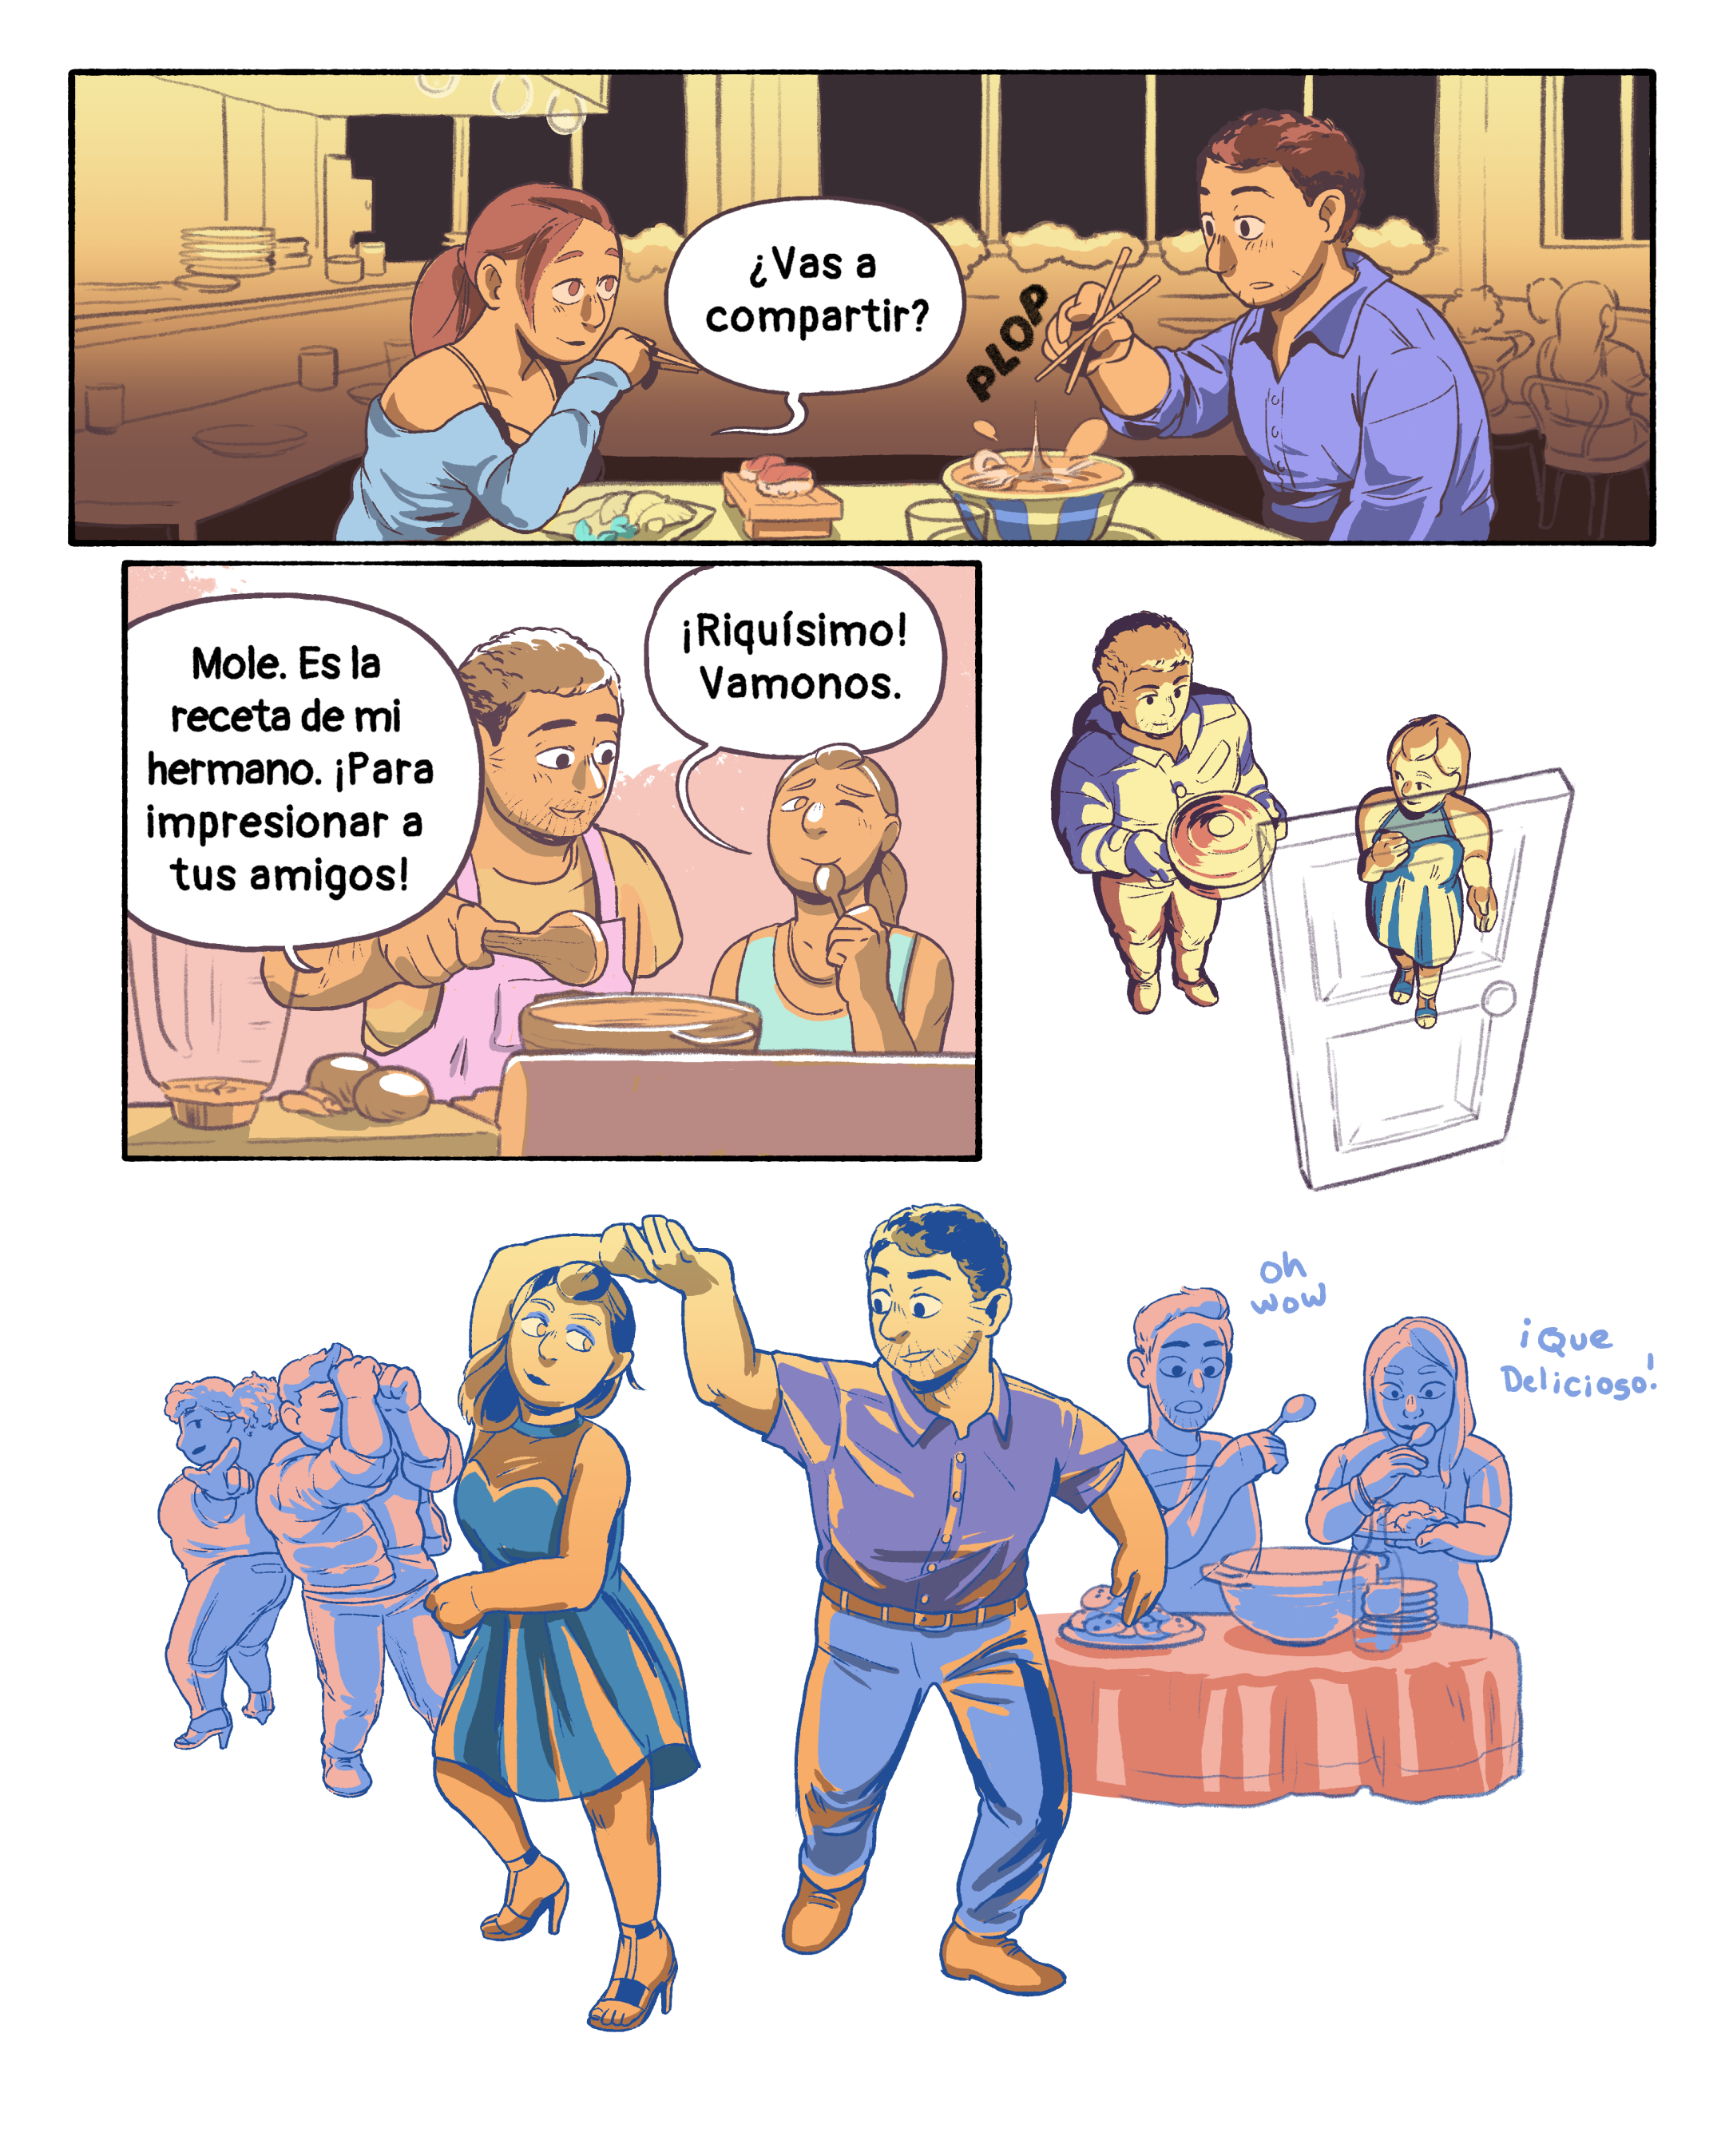 ¿Vas a
compartir?
PLOP
Mole. Es la
receta de mi
hermano. ¡Para
impresionar a
tus amigos!
¡Riquísimo!
Vamonos.
oh
wow
¡Que
Delicioso!